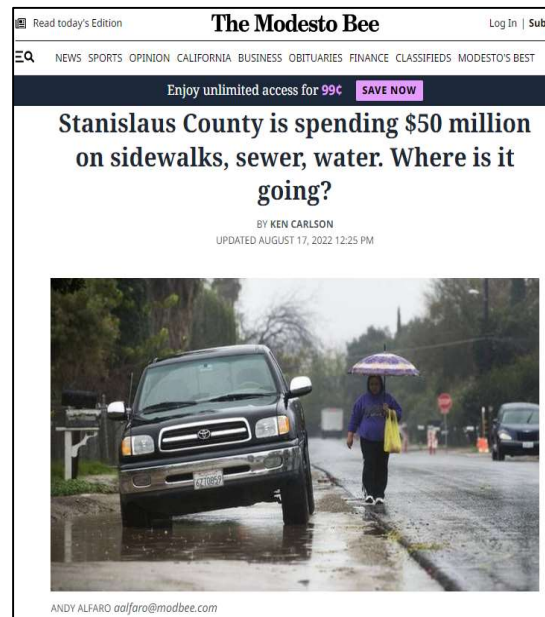 Read today's Edition
The Modesto Bee
Log In | Sub
NEWS SPORTS OPINION CALIFORNIA BUSINESS OBITUARIES FINANCE CLASSIFIEDS MODESTO'S BEST
Enjoy unlimited access for 99¢ SAVE NOW
Stanislaus County is spending $50 million
on sidewalks, sewer, water. Where is it
going?
BY KEN CARLSON
UPDATED AUGUST 17, 2022 12:25 PM
ANDY ALFARO aalfaro@modbee.com